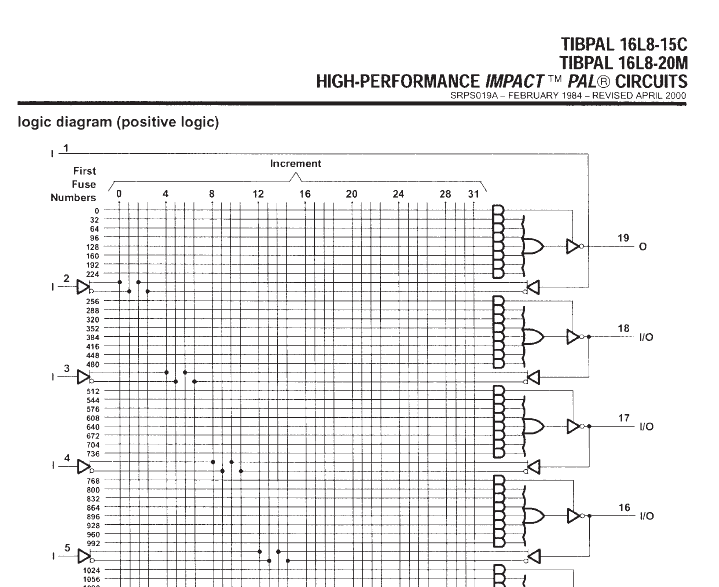 TIBPAL 16L8-15C
TIBPAL 16L8-20M
HIGH-PERFORMANCE IMPACT™ PAL® CIRCUITS
SRPS019A – FEBRUARY 1984 – REVISED APRIL 2000
logic diagram (positive logic)
I 1
Increment
First
Fuse
Numbers
0 4 8 12 16 20 24 28 31
0
32
64
96
128
160
192
224
19 O
I 2
256
288
320
352
384
416
448
480
18 I/O
I 3
512
544
576
608
640
672
704
736
17 I/O
I 4
768
800
832
864
896
928
960
992
16 I/O
I 5
1024
1056